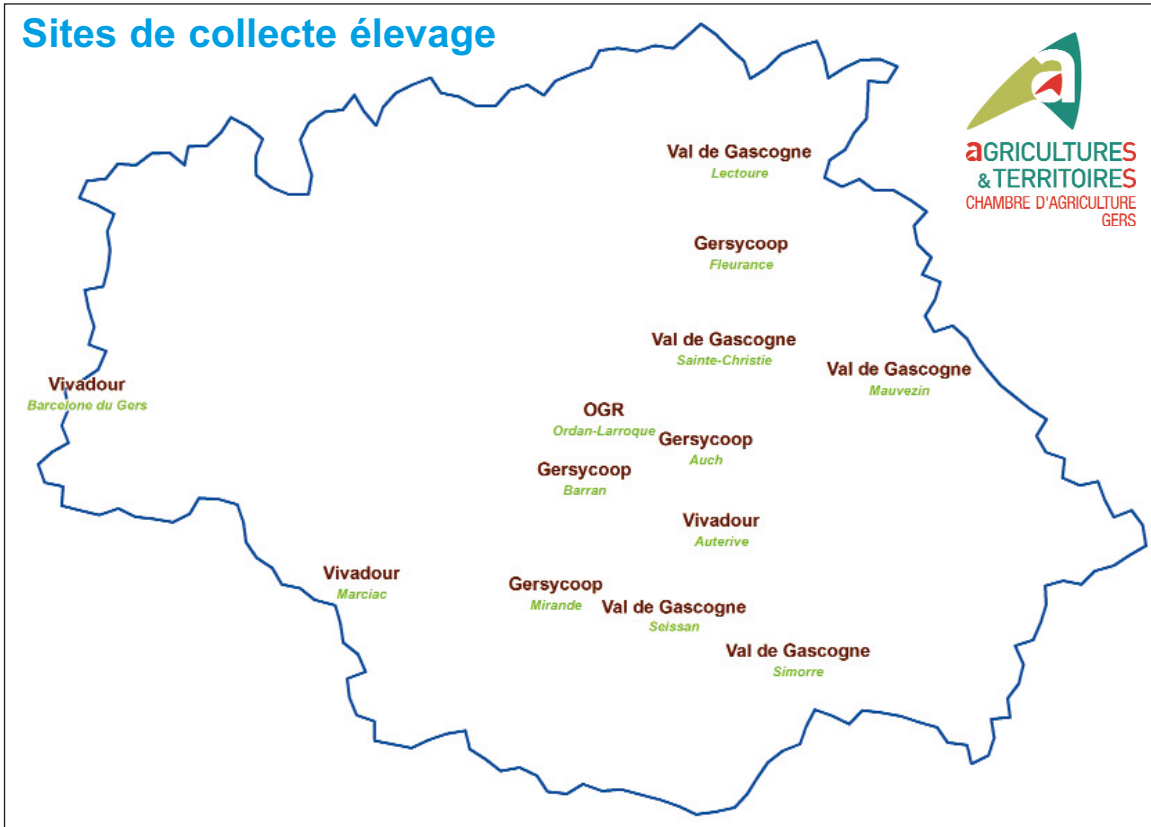 Sites de collecte élevage
aGRICULTURES
& TERRITOIRES
CHAMBRE D'AGRICULTURE
GERS
Val de Gascogne
Lectoure
Gersycoop
Fleurance
Val de Gascogne
Sainte-Christie
Val de Gascogne
Mauvezin
Vivadour
Barcelone du Gers
OGR
Ordan-Larroque
Gersycoop
Auch
Gersycoop
Barran
Vivadour
Auterive
Vivadour
Marciac
Gersycoop
Mirande
Val de Gascogne
Seissan
Val de Gascogne
Simorre